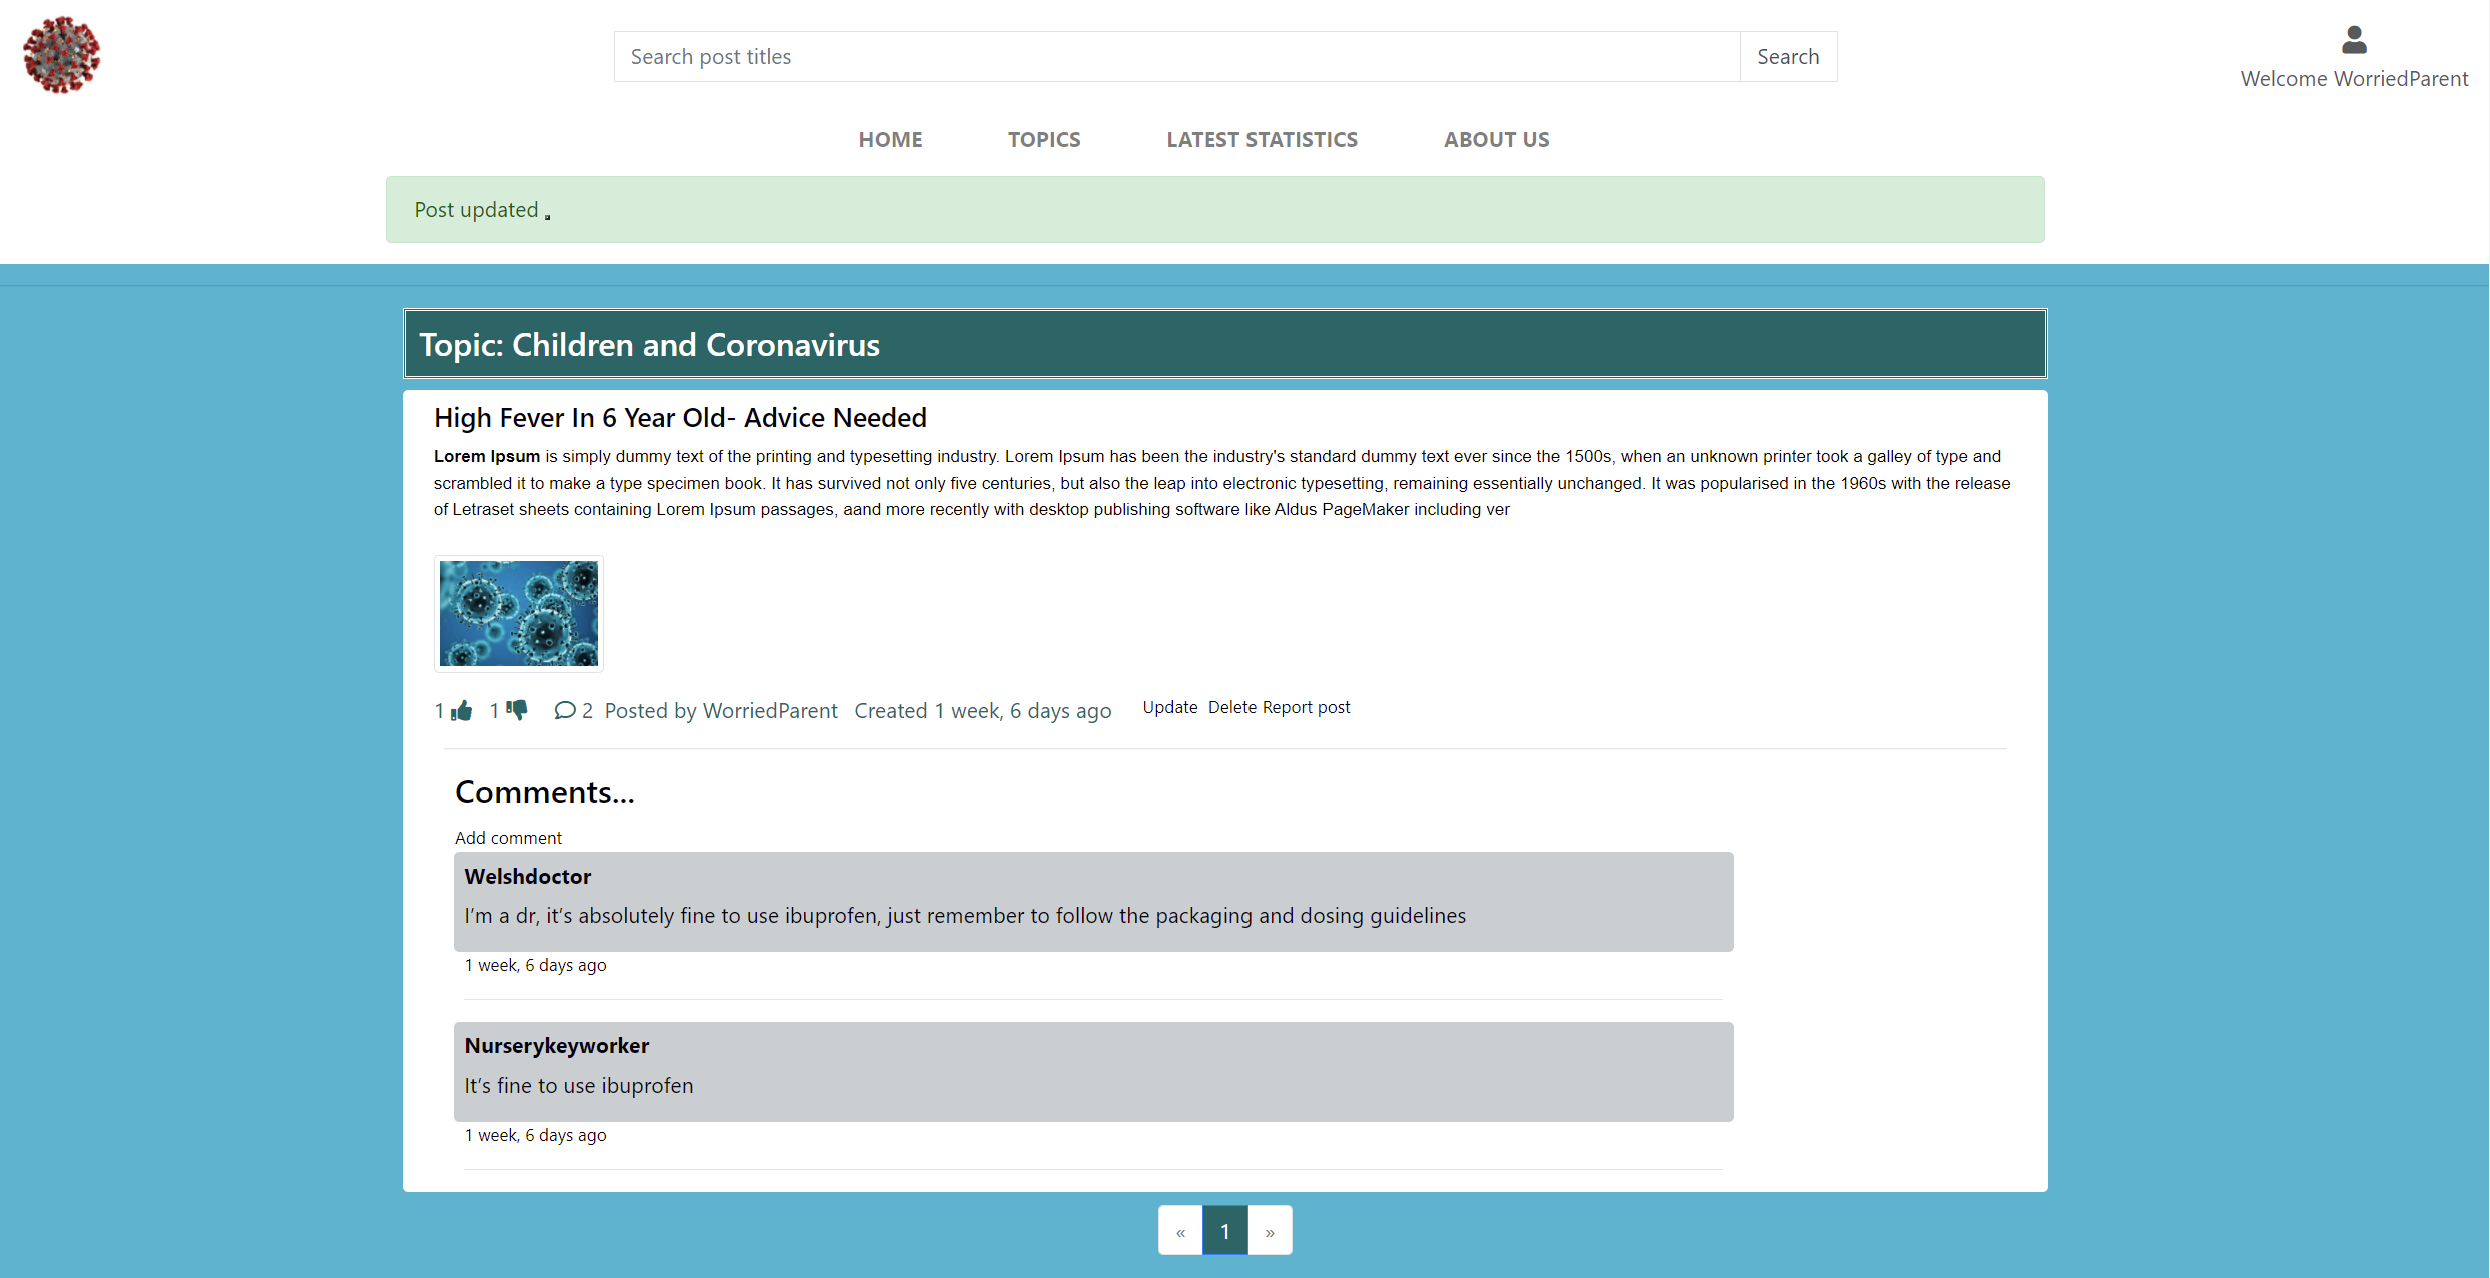 Search post titles
Search
Welcome WorriedParent
HOME
TOPICS
LATEST STATISTICS
ABOUT US
Post updated .
Topic: Children and Coronavirus
High Fever In 6 Year Old- Advice Needed
Lorem Ipsum is simply dummy text of the printing and typesetting industry. Lorem Ipsum has been the industry's standard dummy text ever since the 1500s, when an unknown printer took a galley of type and
scrambled it to make a type specimen book. It has survived not only five centuries, but also the leap into electronic typesetting, remaining essentially unchanged. It was popularised in the 1960s with the release
of Letraset sheets containing Lorem Ipsum passages, aand more recently with desktop publishing software like Aldus PageMaker including ver
1 1 2 Posted by WorriedParent Created 1 week, 6 days ago Update Delete Report post
Comments...
Add comment
Welshdoctor
I'm a dr, it's absolutely fine to use ibuprofen, just remember to follow the packaging and dosing guidelines
1 week, 6 days ago
Nurserykeyworker
It's fine to use ibuprofen
1 week, 6 days ago
« 1 »